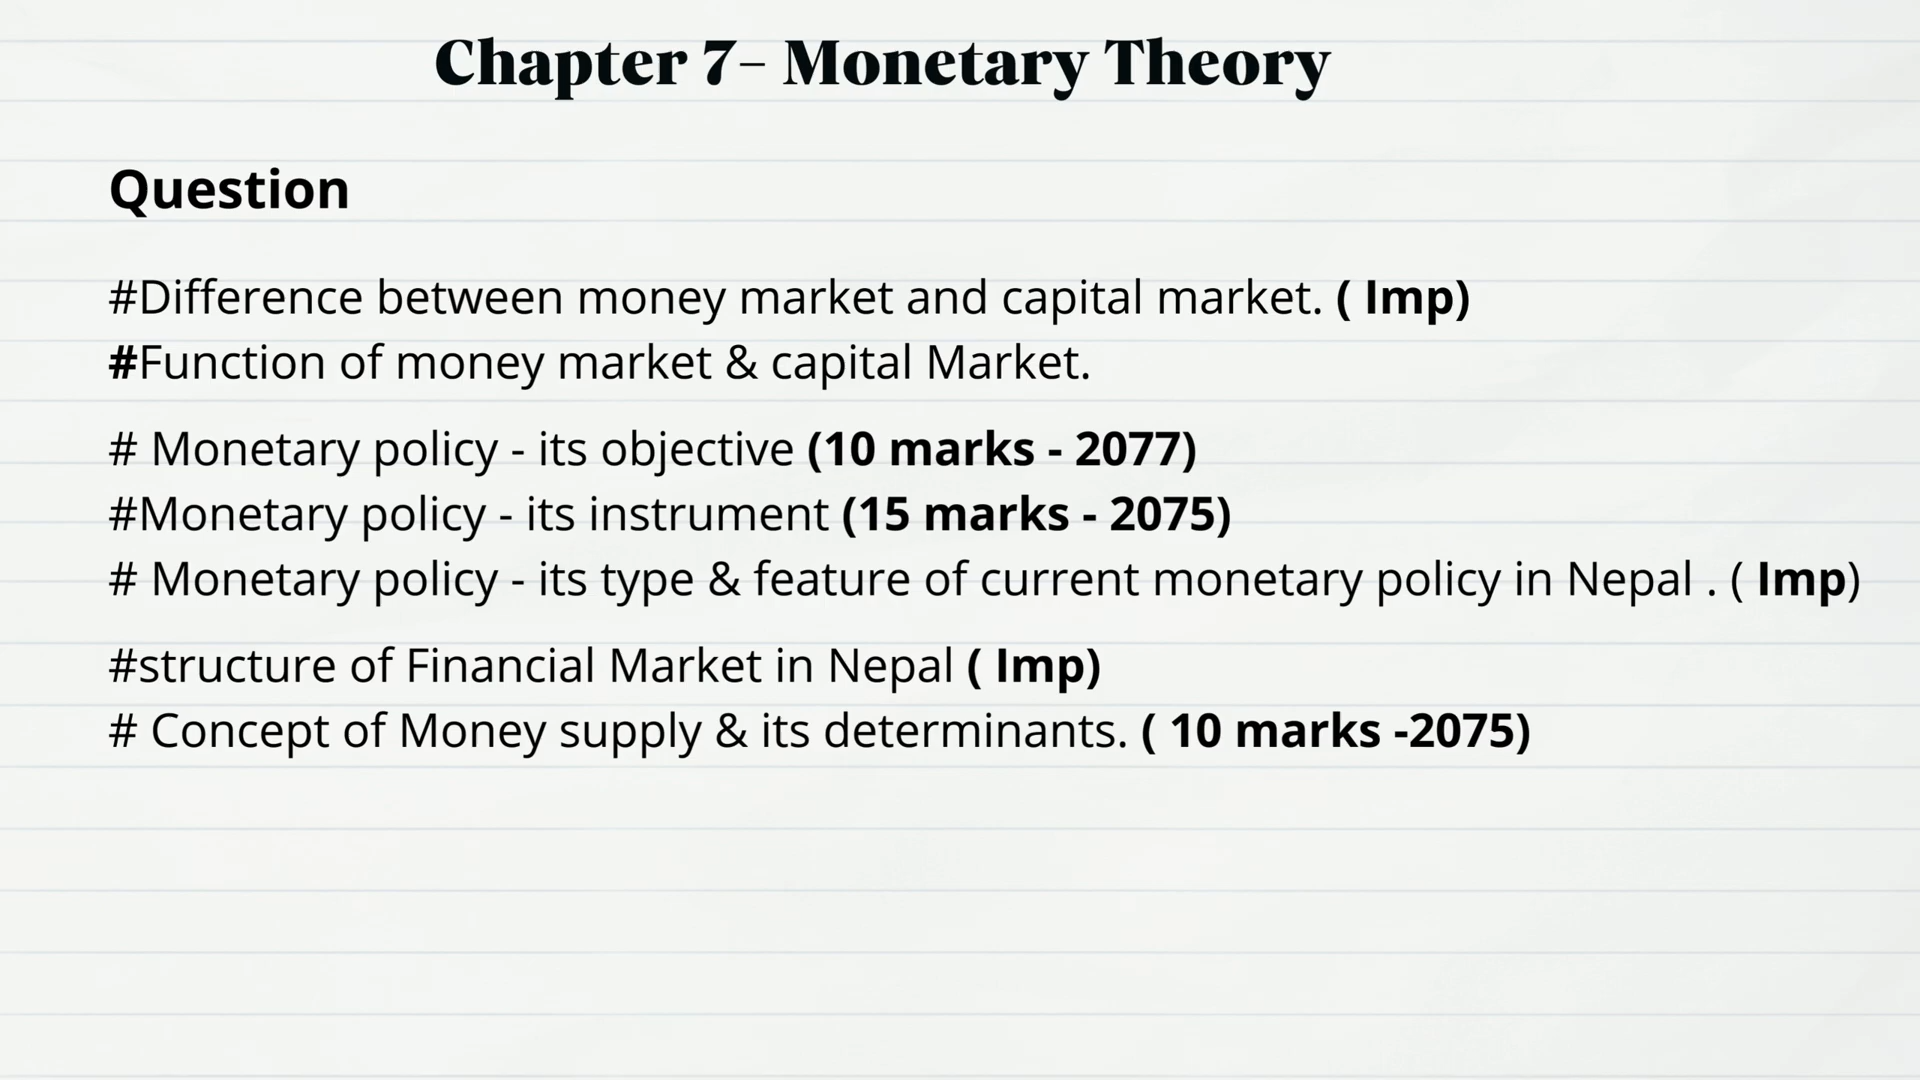 Chapter 7– Monetary Theory
Question
#Difference between money market and capital market. ( Imp)
#Function of money market & capital Market.
# Monetary policy - its objective (10 marks - 2077)
#Monetary policy - its instrument (15 marks - 2075)
# Monetary policy - its type & feature of current monetary policy in Nepal . ( Imp)
#structure of Financial Market in Nepal ( Imp)
# Concept of Money supply & its determinants. ( 10 marks -2075)